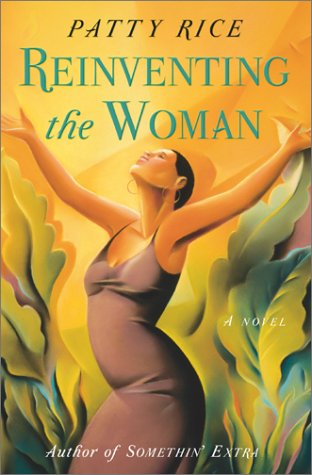 PATTY RICE
REINVENTING
the WOMAN
A NOVEL
Author of SOMETHIN' EXTRA